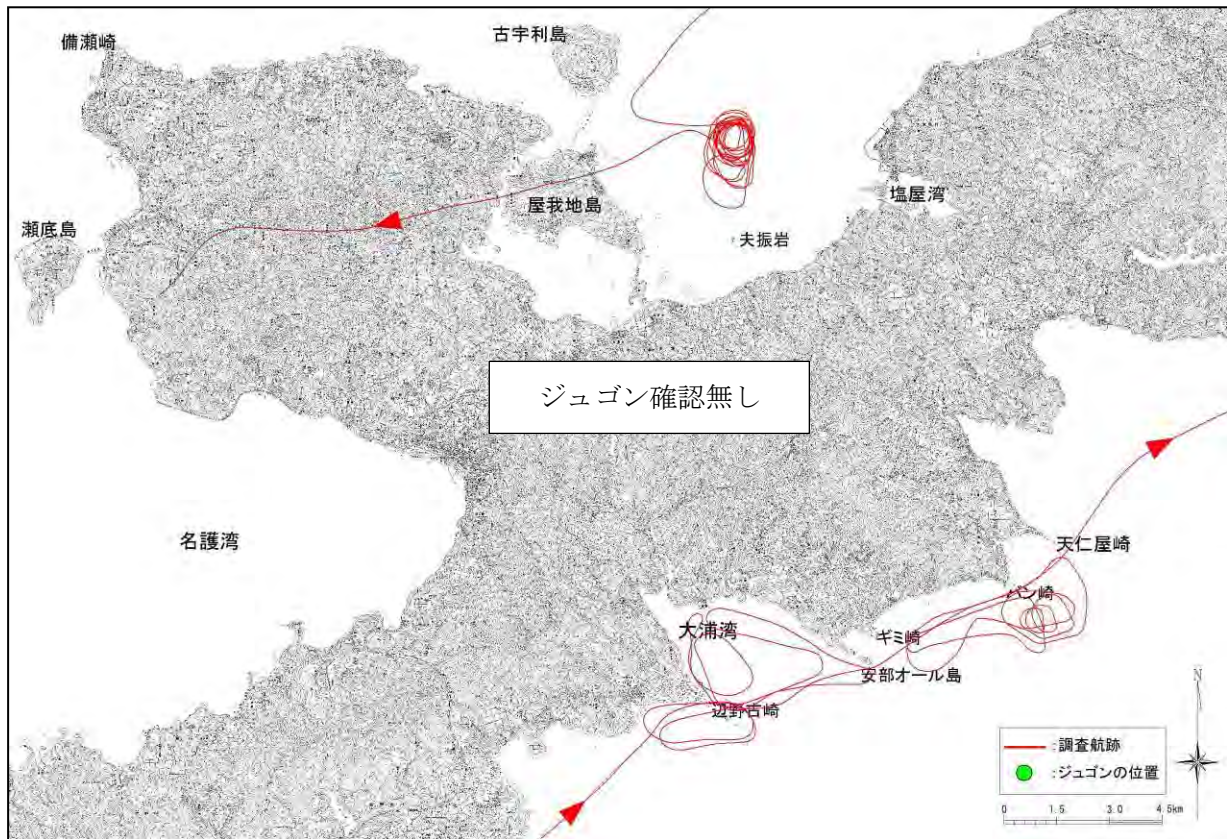 古宇利島
備瀬崎
塩屋湾
屋我地島
瀬底島
夫振岩
ジュゴン確認無し
名護湾
天仁屋崎
バン崎
大浦湾
ギミ崎
安部オール島
辺野古崎
N
:調査航跡
:ジュゴンの位置
0 1.5 3.0 4.5km